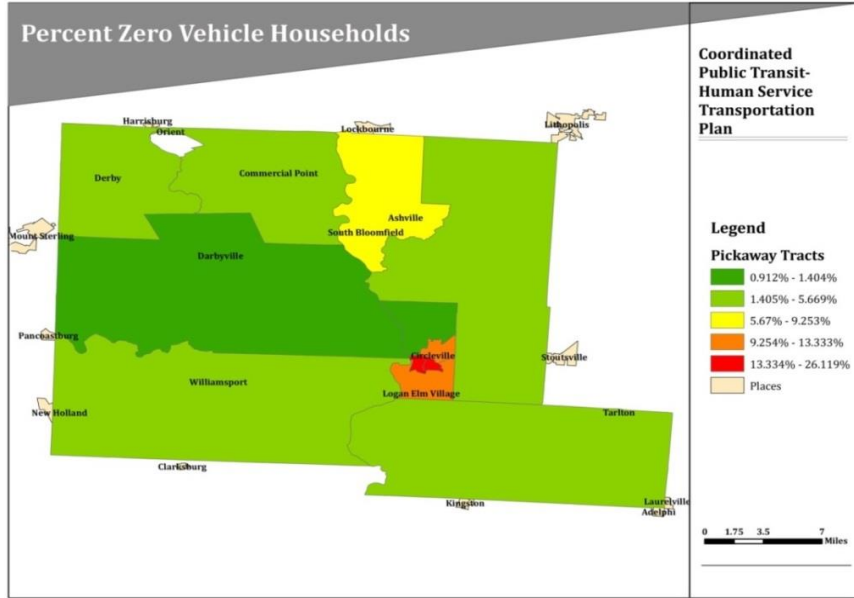 Percent Zero Vehicle Households
Coordinated
Public Transit-
Human Service
Transportation
Plan
Harrisburg
Orient
Lockbourne
Lithopolis
Derby
Commercial Point
Ashville
South Bloomfield
Mount Sterling
Darbyville
Pancoastburg
Circleville
Stoutsville
Williamsport
Logan Elm Village
New Holland
Tarlton
Clarksburg
Kingston
Laurelville
Adelphi
Legend
Pickaway Tracts
0.912% - 1.404%
1.405% - 5.669%
5.67% - 9.253%
9.254% - 13.333%
13.334% - 26.119%
Places
0 1.75 3.5 7
Miles